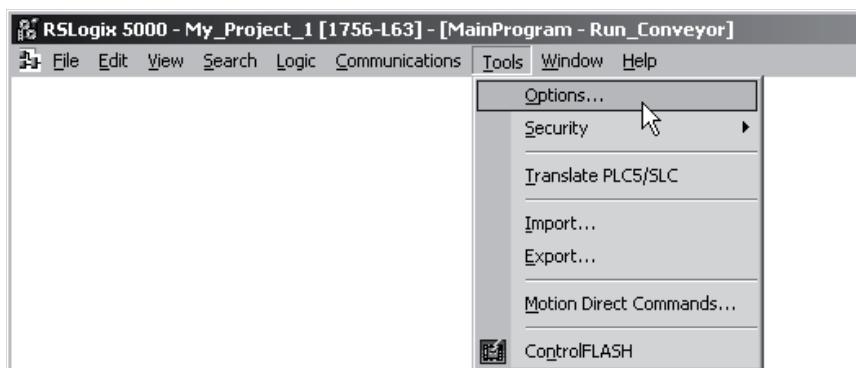 RSLogix 5000 - My_Project_1 [1756-L63] - [MainProgram - Run_Conveyor]
File Edit View Search Logic Communications Tools Window Help
Options...
Security
Translate PLC5/SLC
Import...
Export...
Motion Direct Commands...
ControlFLASH